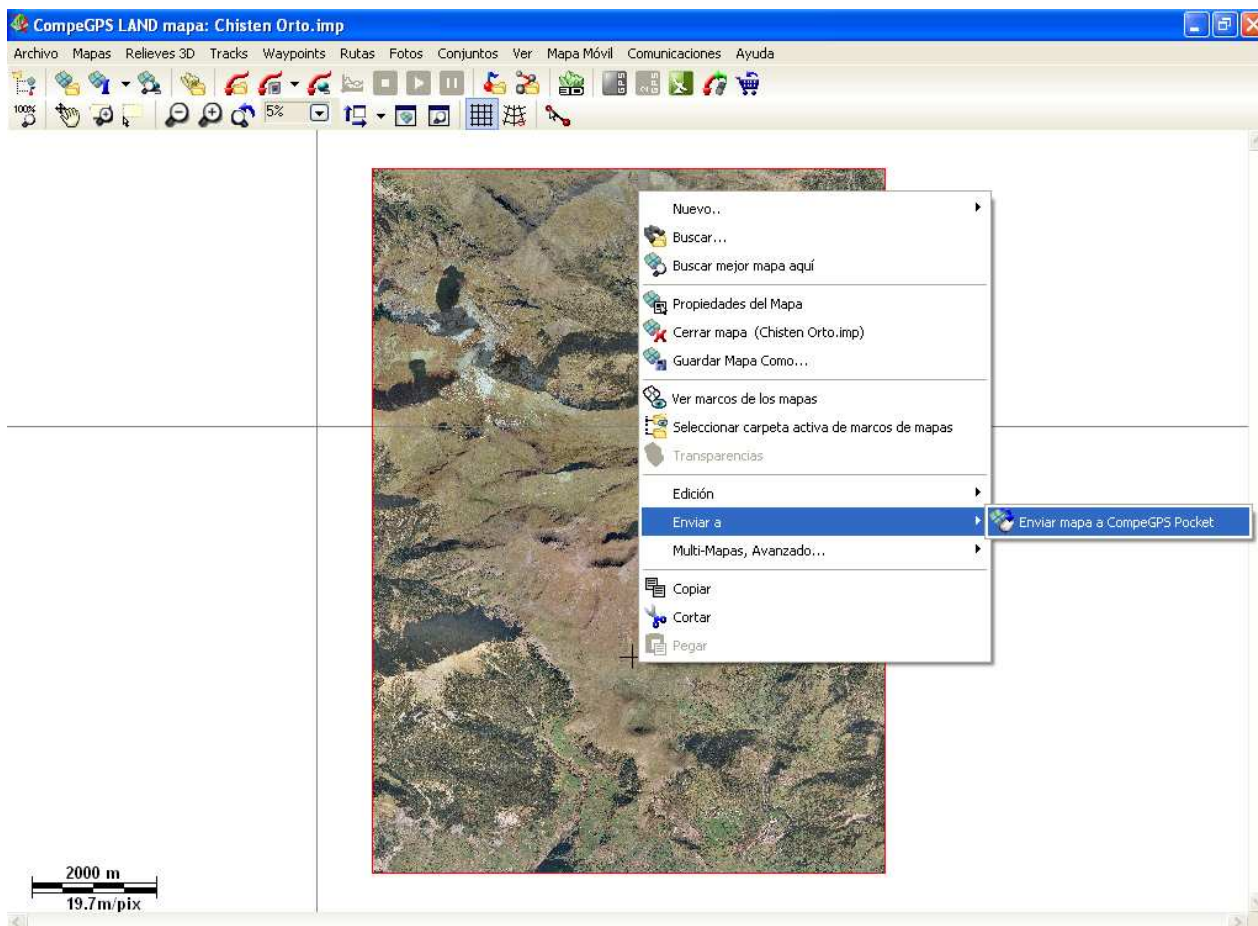 CompeGPS LAND mapa: Chisten Orto.imp
Archivo Mapas Relieves 3D Tracks Waypoints Rutas Fotos Conjuntos Ver Mapa Móvil Comunicaciones Ayuda
GPS 2GPS
100% 5%
Nuevo..
Buscar...
Buscar mejor mapa aquí
Propiedades del Mapa
Cerrar mapa (Chisten Orto.imp)
Guardar Mapa Como...
Ver marcos de los mapas
Seleccionar carpeta activa de marcos de mapas
Transparencias
Edición
Enviar a
Enviar mapa a CompeGPS Pocket
Multi-Mapas, Avanzado...
Copiar
Cortar
Pegar
2000 m
19.7m/pix